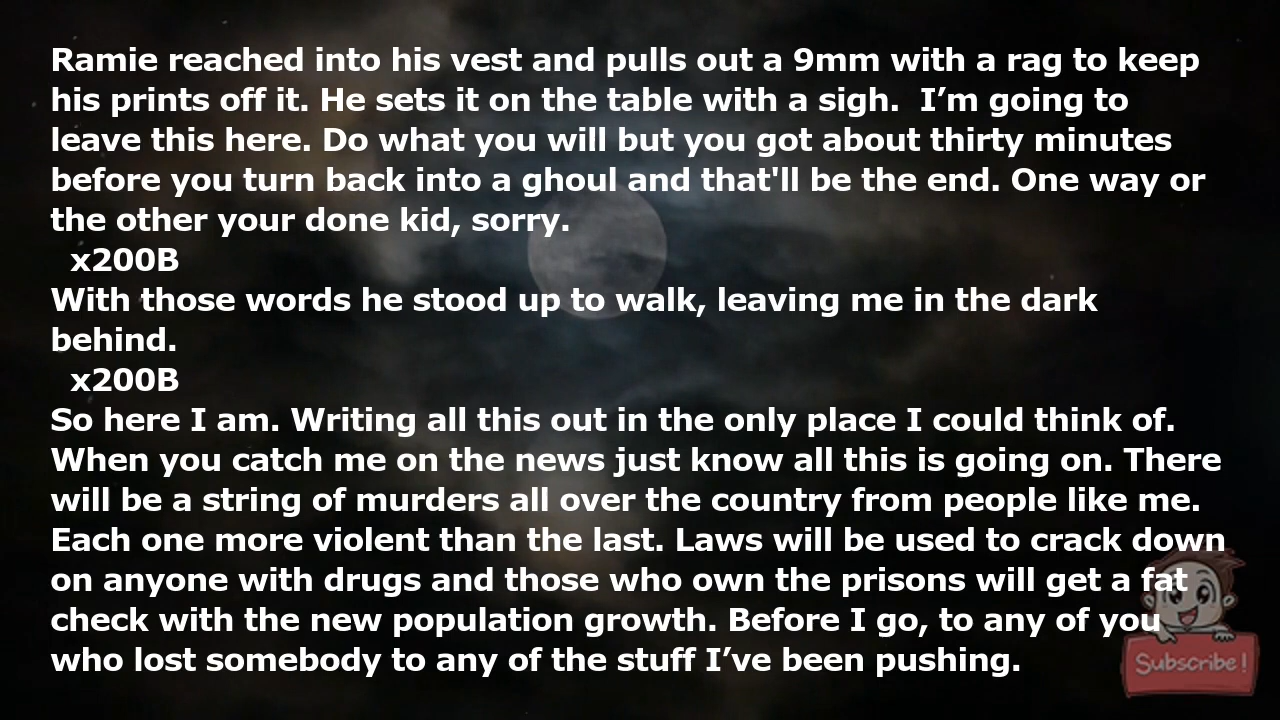 Ramie reached into his vest and pulls out a 9mm with a rag to keep
his prints off it. He sets it on the table with a sigh.  I’m going to
leave this here. Do what you will but you got about thirty minutes
before you turn back into a ghoul and that'll be the end. One way or
the other your done kid, sorry.
x200B
With those words he stood up to walk, leaving me in the dark
behind.
x200B
So here I am. Writing all this out in the only place I could think of.
When you catch me on the news just know all this is going on. There
will be a string of murders all over the country from people like me.
Each one more violent than the last. Laws will be used to crack down
on anyone with drugs and those who own the prisons will get a fat
check with the new population growth. Before I go, to any of you
who lost somebody to any of the stuff I’ve been pushing.
Subscribe!